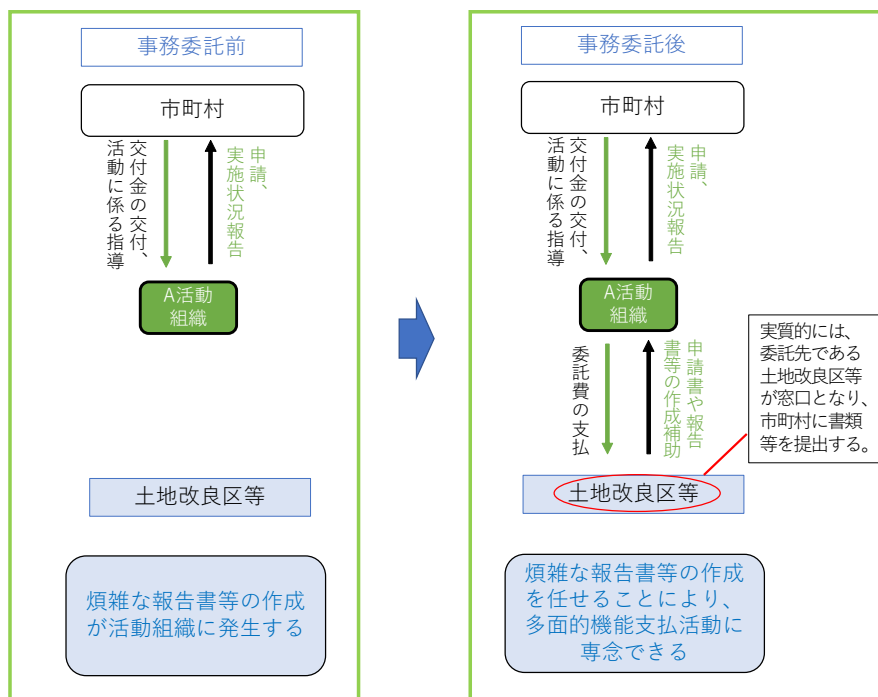 事務委託前
市町村
交付金の交付、
活動に係る指導
申請、
実施状況報告
A活動
組織
土地改良区等
煩雑な報告書等の作成
が活動組織に発生する
事務委託後
市町村
交付金の交付、
活動に係る指導
申請、
実施状況報告
A活動
組織
委託費の支払
申請書や報告
書等の作成補助
土地改良区等
実質的には、
委託先である
土地改良区等
が窓口となり、
市町村に書類
等を提出する。
煩雑な報告書等の作成
を任せることにより、
多面的機能支払活動に
専念できる